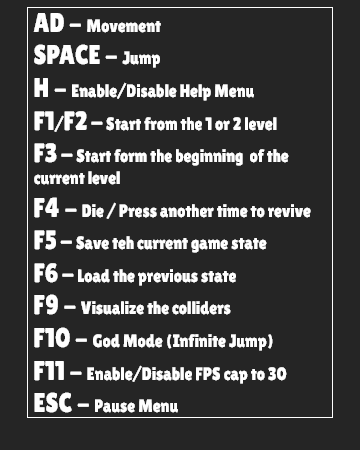 AD – Movement
SPACE – Jump
H – Enable/Disable Help Menu
F1/F2 – Start from the 1 or 2 level
F3 – Start form the beginning of the
current level
F4 – Die / Press another time to revive
F5 – Save teh current game state
F6 – Load the previous state
F9 – Visualize the colliders
F10 – God Mode (Infinite Jump)
F11 – Enable/Disable FPS cap to 30
ESC – Pause Menu